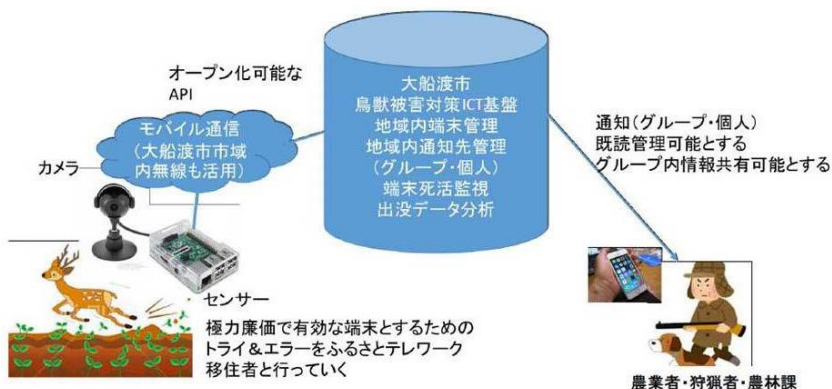 オープン化可能な
API
モバイル通信
(大船渡市市域
内無線も活用)
カメラ
大船渡市
鳥獣被害対策ICT基盤
地域内端末管理
地域内通知先管理
(グループ・個人)
端末死活監視
出没データ分析
通知(グループ・個人)
既読管理可能とする
グループ内情報共有可能とする
センサー
極力廉価で有効な端末とするための
トライ&エラーをふるさとテレワーク
移住者と行っていく
農業者・狩猟者・農林課